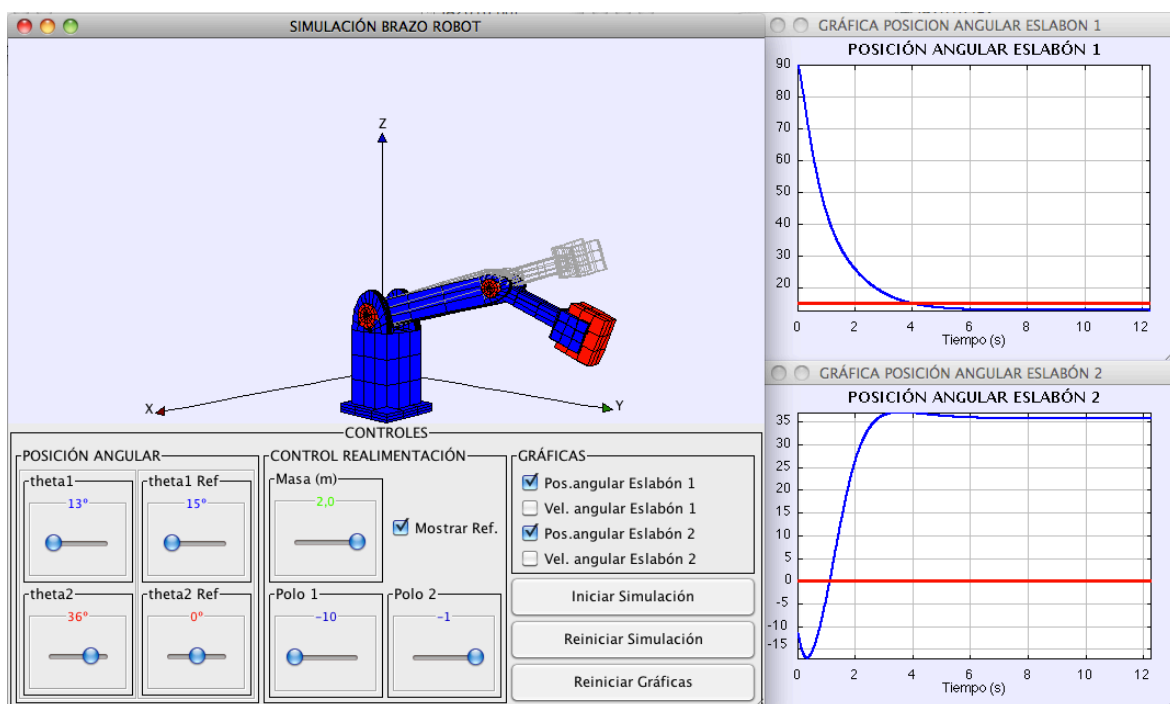 SIMULACIÓN BRAZO ROBOT
Z
X
Y
CONTROLES
POSICIÓN ANGULAR
theta1
13°
theta1 Ref
15°
theta2
36°
theta2 Ref
0°
CONTROL REALIMENTACIÓN
Masa (m)
2,0
Mostrar Ref.
Polo 1
-10
Polo 2
-1
GRÁFICAS
Pos.angular Eslabón 1
Vel. angular Eslabón 1
Pos.angular Eslabón 2
Vel. angular Eslabón 2
Iniciar Simulación
Reiniciar Simulación
Reiniciar Gráficas
GRÁFICA POSICION ANGULAR ESLABON 1
POSICIÓN ANGULAR ESLABÓN 1
90
80
70
60
50
40
30
20
0 2 4 6 8 10 12
Tiempo (s)
GRÁFICA POSICIÓN ANGULAR ESLABÓN 2
POSICIÓN ANGULAR ESLABÓN 2
35
30
25
20
15
10
5
0
-5
-10
-15
0 2 4 6 8 10 12
Tiempo (s)